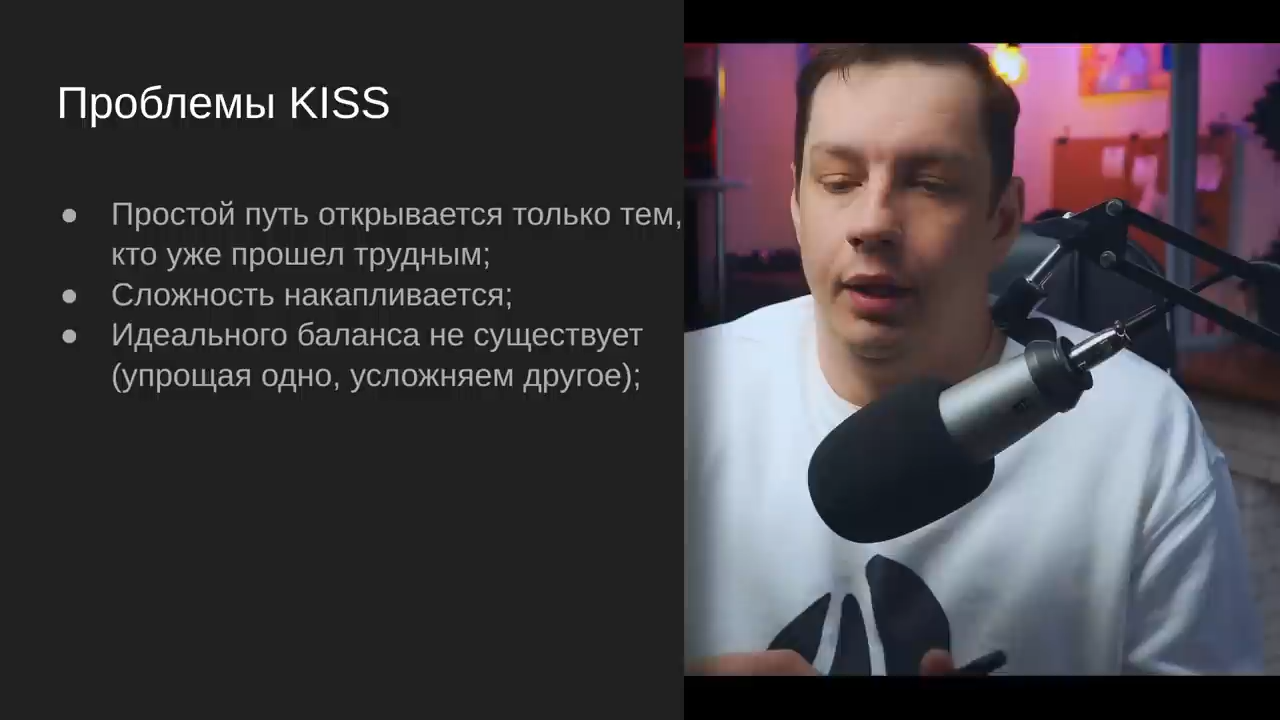 Проблемы KISS
● Простой путь открывается только тем,
кто уже прошел трудным;
● Сложность накапливается;
● Идеального баланса не существует
(упрощая одно, усложняем другое);